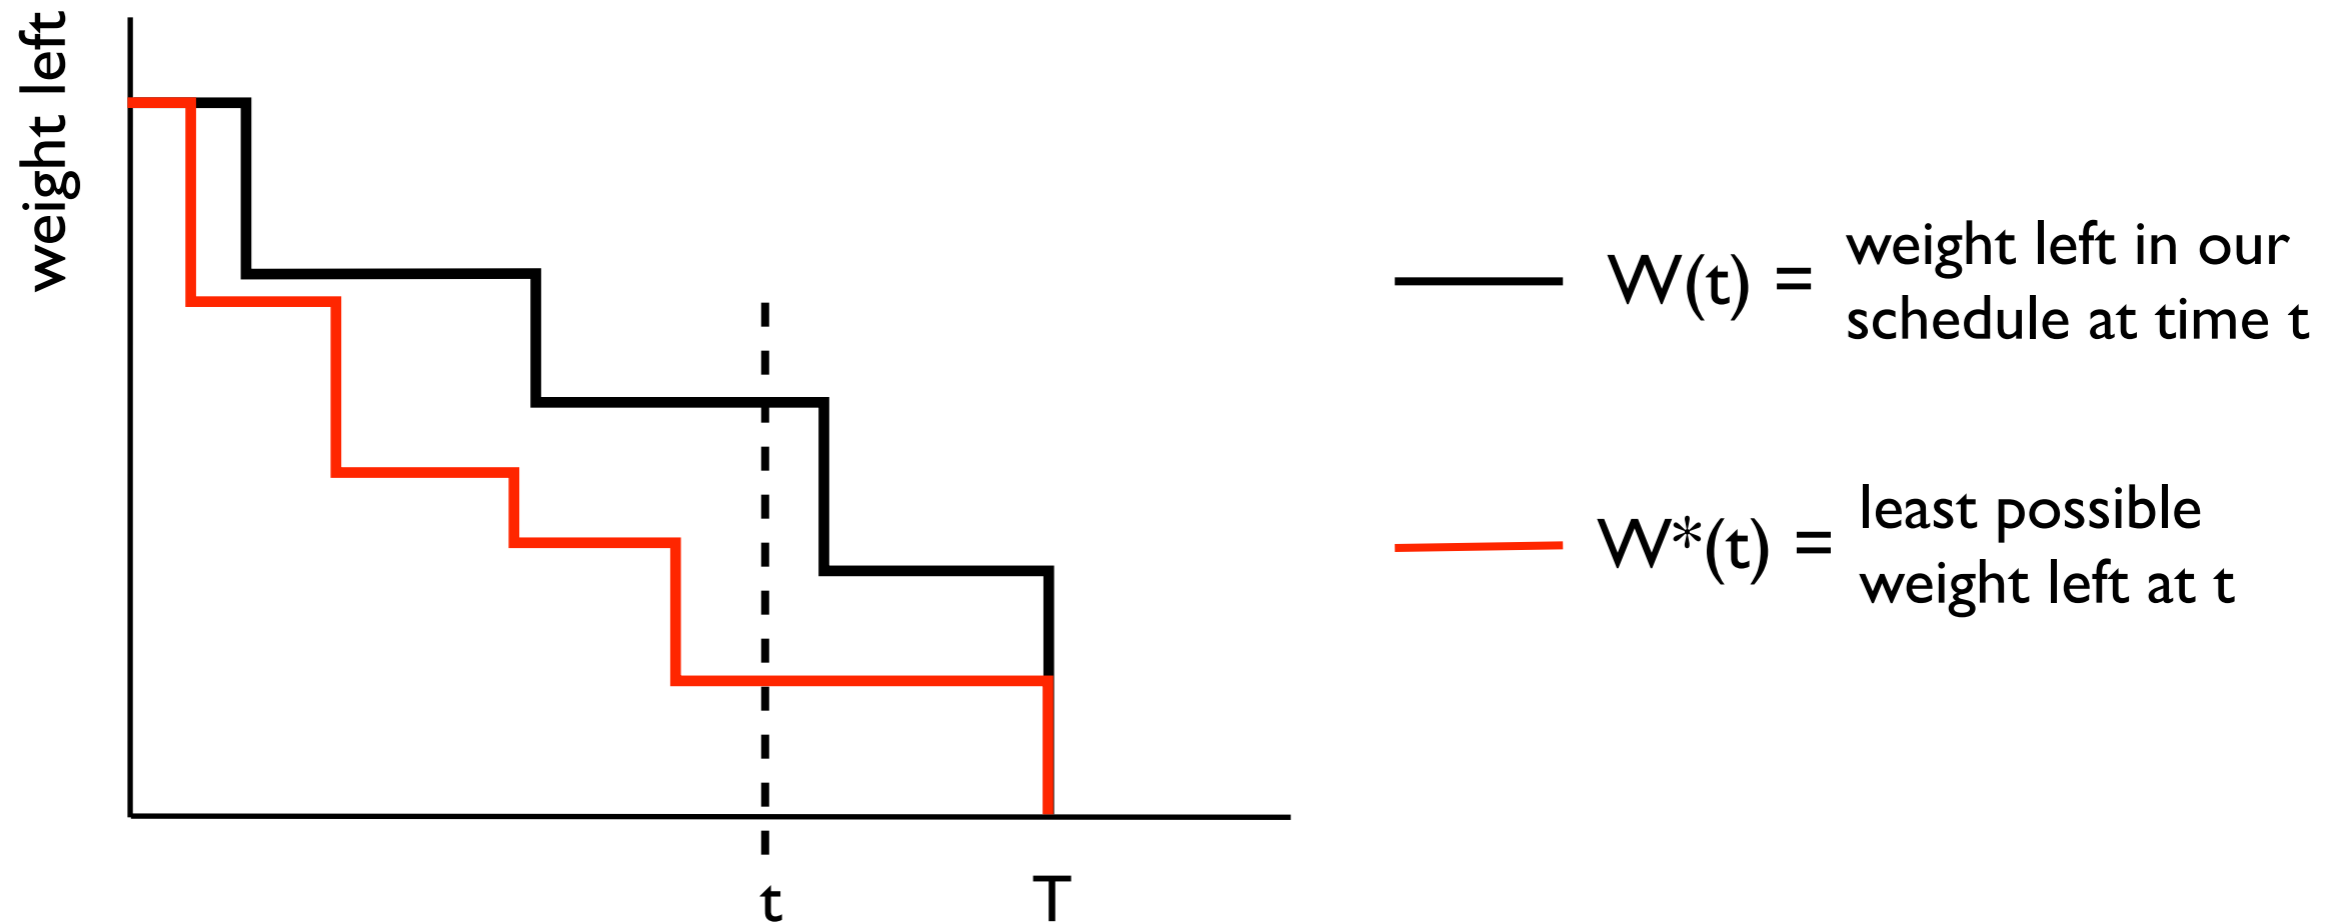 weight left
W(t) = weight left in our
schedule at time t
W*(t) = least possible
weight left at t
t
T